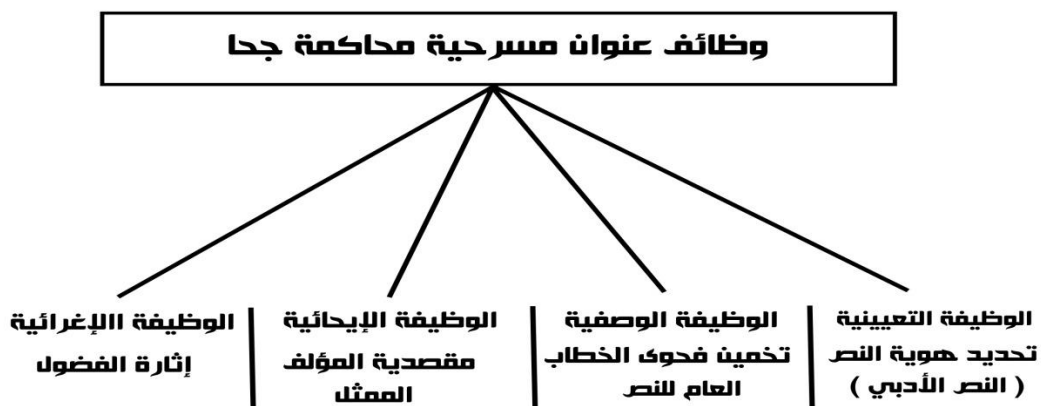 وظائف عنوان مسرحية محاكمة جحا
الوظيفة التعيينية
تحديد هوية النص
( النص الأدبي )
الوظيفة الوصفية
تخمين فحوى الخطاب
العام للنص
الوظيفة الإيحائية
مقصدية المؤلف
الممثل
الوظيفة االإغرائية
إثارة الفضول